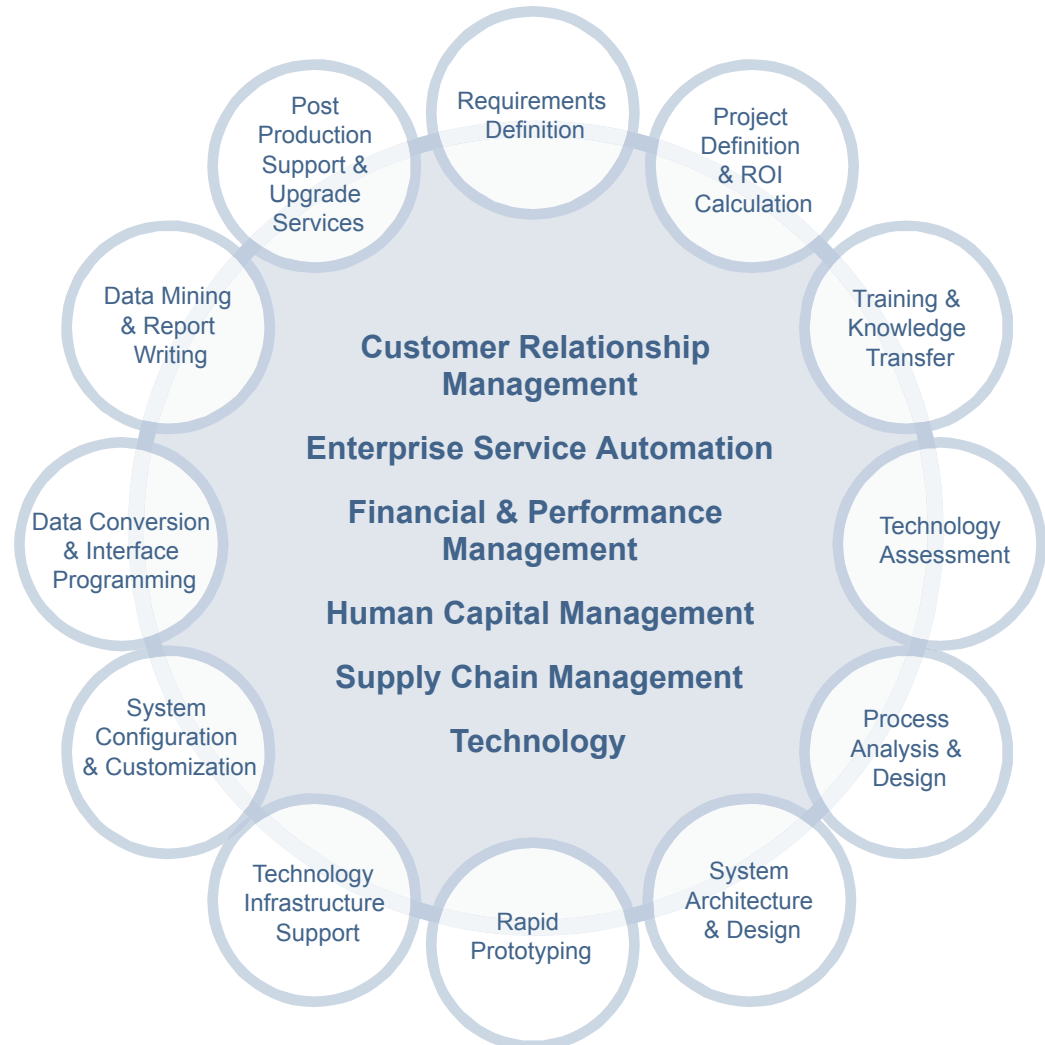 Requirements
Definition
Project
Definition
& ROI
Calculation
Training &
Knowledge
Transfer
Technology
Assessment
Process
Analysis &
Design
System
Architecture
& Design
Rapid
Prototyping
Technology
Infrastructure
Support
System
Configuration
& Customization
Data Conversion
& Interface
Programming
Data Mining
& Report
Writing
Post
Production
Support &
Upgrade
Services
Customer Relationship
Management
Enterprise Service Automation
Financial & Performance
Management
Human Capital Management
Supply Chain Management
Technology